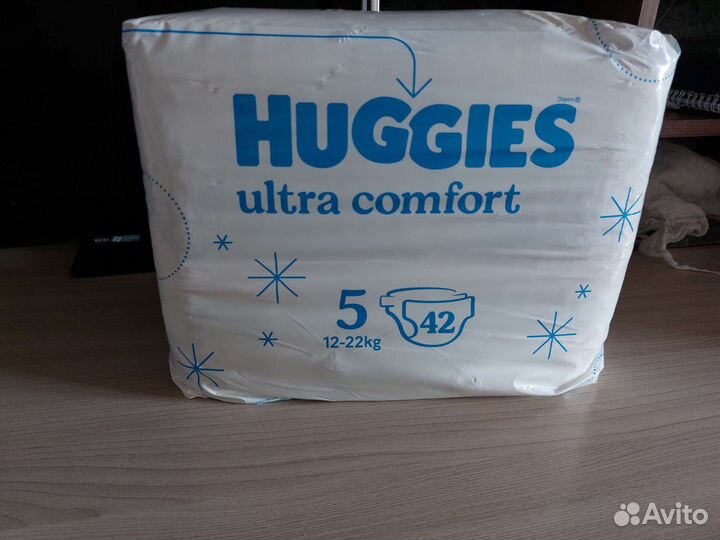 Diapers
HUGGIES
ultra comfort
5
42
12-22kg
Avito